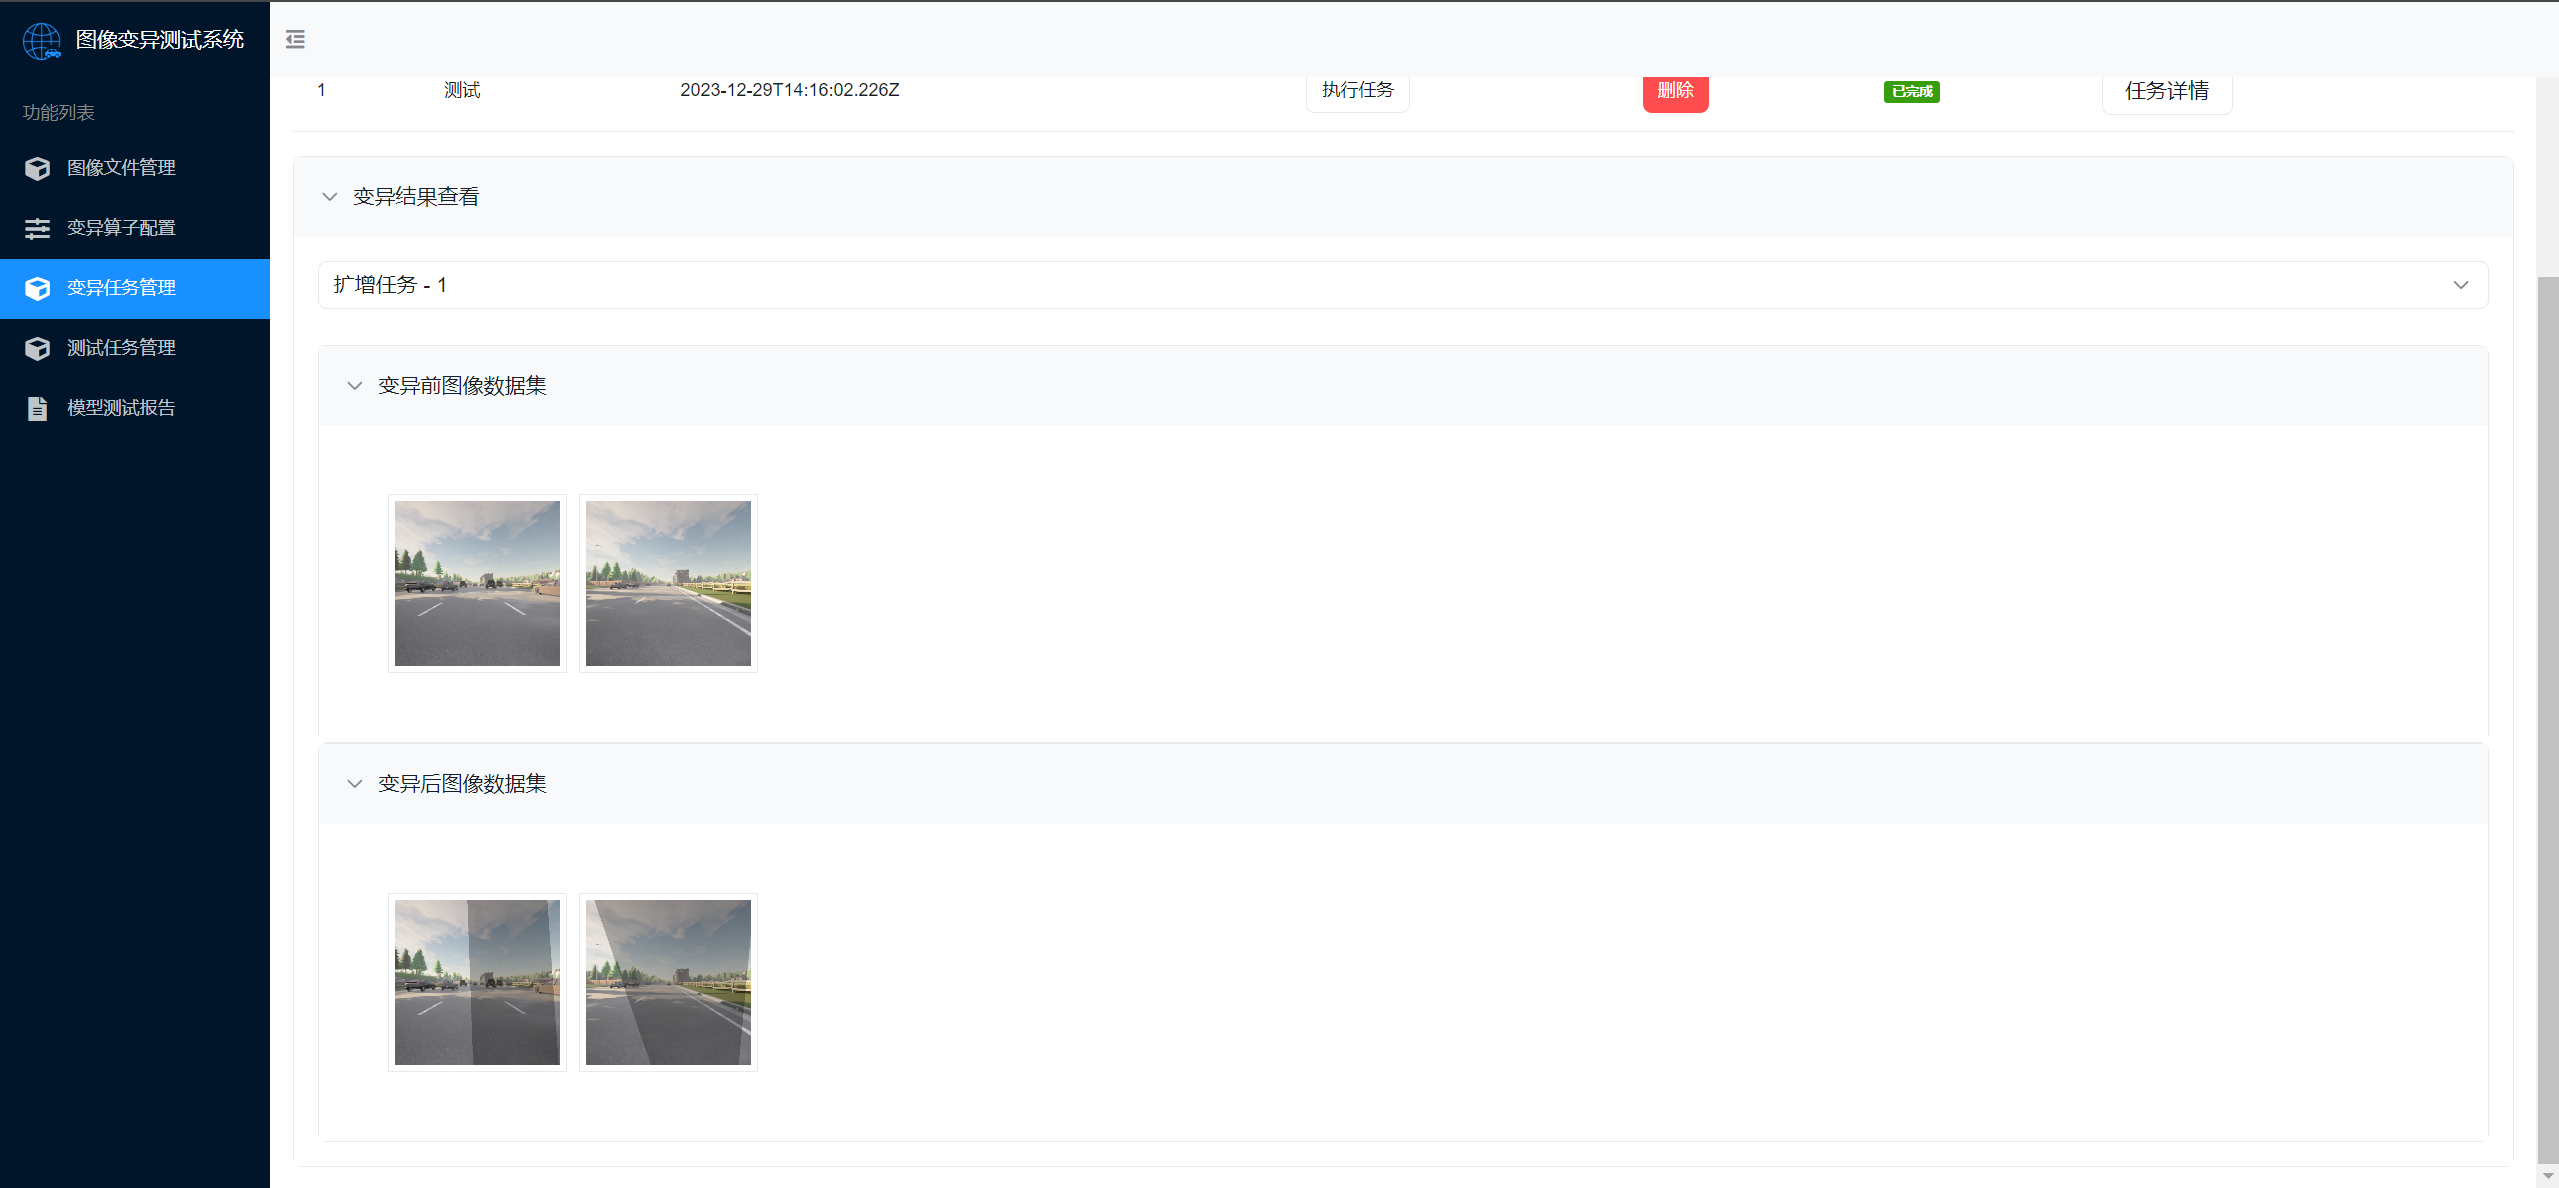 图像变异测试系统
功能列表
图像文件管理
变异算子配置
变异任务管理
测试任务管理
模型测试报告
1 测试 2023-12-29T14:16:02.226Z 执行任务 删除 已完成 任务详情
变异结果查看
扩增任务 - 1
变异前图像数据集
变异后图像数据集